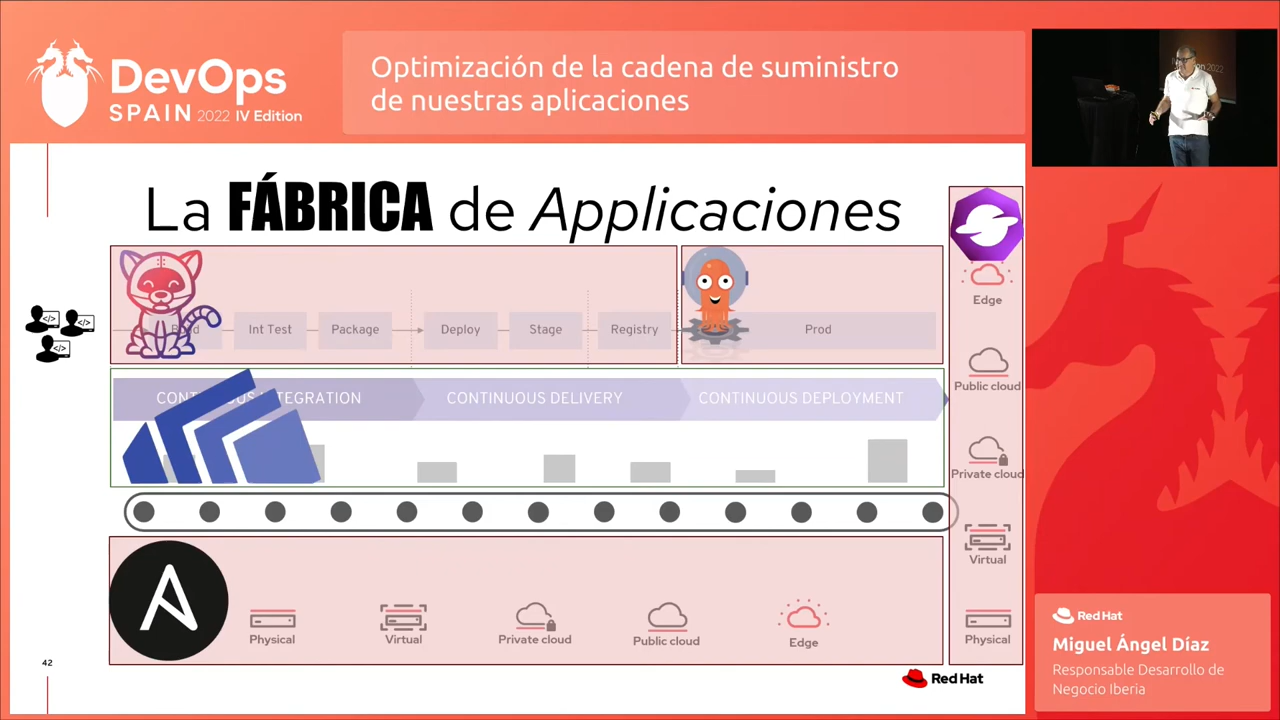 DevOps
SPAIN 2022 IV Edition
Optimización de la cadena de suministro
de nuestras aplicaciones
La FÁBRICA de Applicaciones
Int Test
Package
Deploy
Stage
Registry
Prod
CONTINUOUS INTEGRATION
CONTINUOUS DELIVERY
CONTINUOUS DEPLOYMENT
Edge
Public cloud
Private cloud
Virtual
Physical
Physical
Virtual
Private cloud
Public cloud
Edge
42
Red Hat
Red Hat
Miguel Ángel Díaz
Responsable Desarrollo de
Negocio Iberia